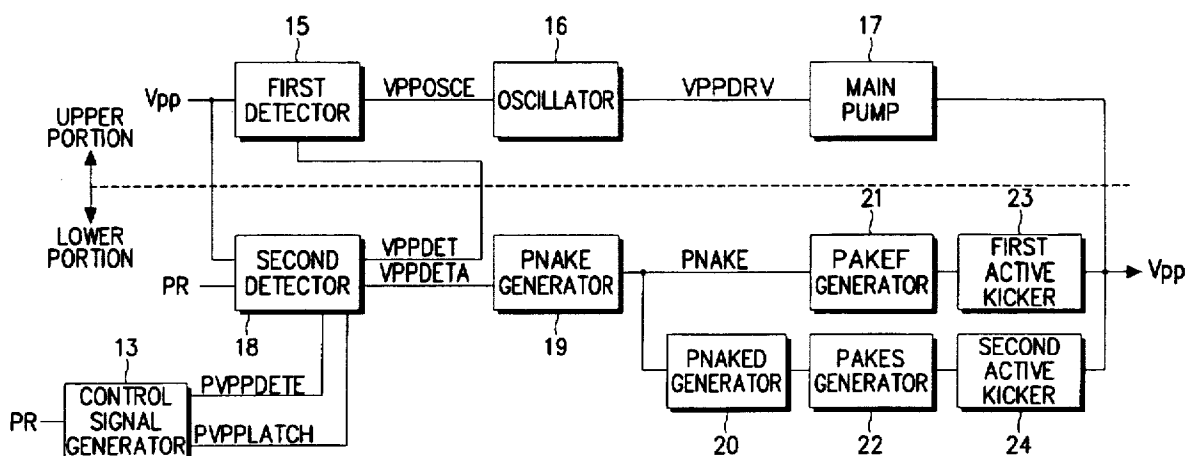 15
16
17
Vpp
FIRST
DETECTOR
VPPOSCE
OSCILLATOR
VPPDRV
MAIN
PUMP
UPPER
PORTION
LOWER
PORTION
21
23
PR
SECOND
DETECTOR
VPPDET
VPPDETA
PNAKE
GENERATOR
PNAKE
PAKEF
GENERATOR
FIRST
ACTIVE
KICKER
Vpp
18
19
13
PR
CONTROL
SIGNAL
GENERATOR
PVPPDETE
PVPPLATCH
PNAKED
GENERATOR
PAKES
GENERATOR
SECOND
ACTIVE
KICKER
20
22
24